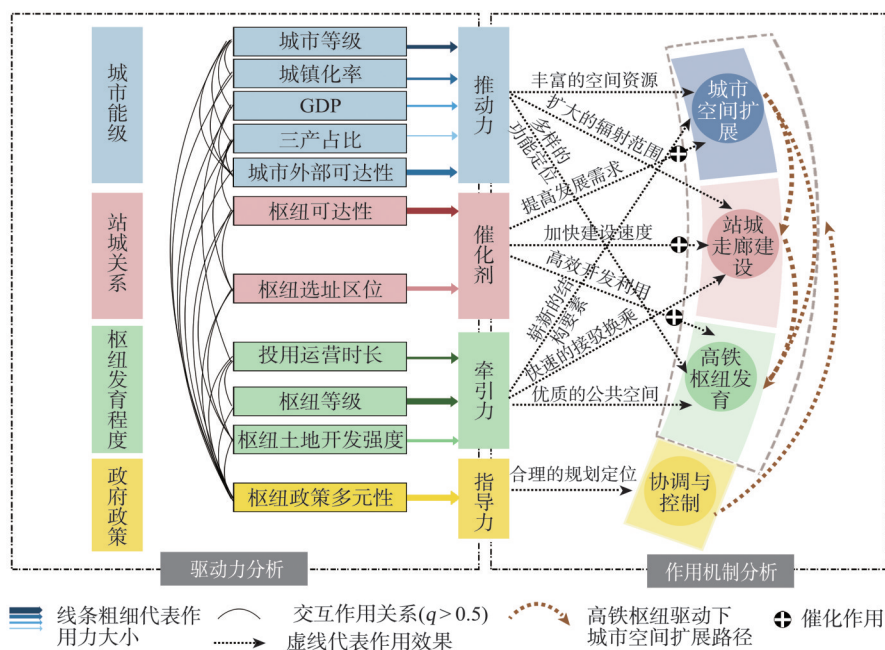 城市能级
站城关系
枢纽发育程度
政府政策
城市等级
城镇化率
GDP
三产占比
城市外部可达性
枢纽可达性
枢纽选址区位
投用运营时长
枢纽等级
枢纽土地开发强度
枢纽政策多元性
推动力
催化剂
牵引力
指导力
丰富的空间资源
扩大的辐射范围
多样的
功能定位
提高发展需求
加快建设速度
高效开发利用
崭新的结
构要素
快速的接驳换乘
优质的公共空间
合理的规划定位
城市
空间扩
展
站城
走廊建
设
高铁
枢纽发
育
协调与
控制
驱动力分析
作用机制分析
线条粗细代表作
用力大小
交互作用关系(q > 0.5)
虚线代表作用效果
高铁枢纽驱动下
城市空间扩展路径
催化作用